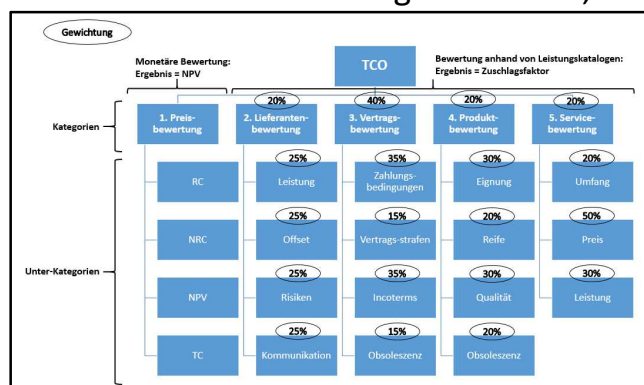 Gewichtung
Monetäre Bewertung:
Ergebnis = NPV
TCO
Bewertung anhand von Leistungskatalogen:
Ergebnis = Zuschlagsfaktor
20%
40%
20%
20%
Kategorien
1. Preis-
bewertung
2. Lieferanten-
bewertung
3. Vertrags-
bewertung
4. Produkt-
bewertung
5. Service-
bewertung
25%
35%
30%
20%
RC
Leistung
Zahlungs-
bedingungen
Eignung
Umfang
25%
15%
20%
50%
NRC
Offset
Vertrags-strafen
Reife
Preis
Unter-Kategorien
25%
35%
30%
30%
NPV
Risiken
Incoterms
Qualität
Leistung
25%
15%
20%
TC
Kommunikation
Obsoleszenz
Obsoleszenz